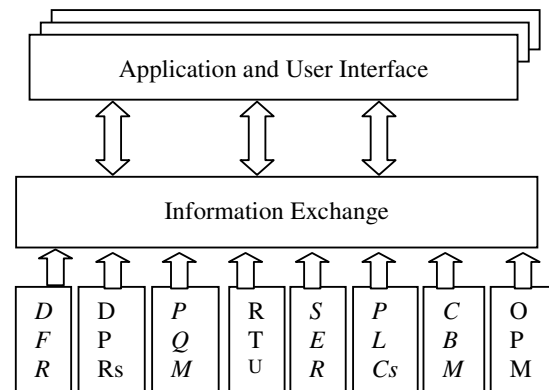 Application and User Interface
Information Exchange
D D P R S P C O
F P Q T E L B P
R Rs M U R Cs M M